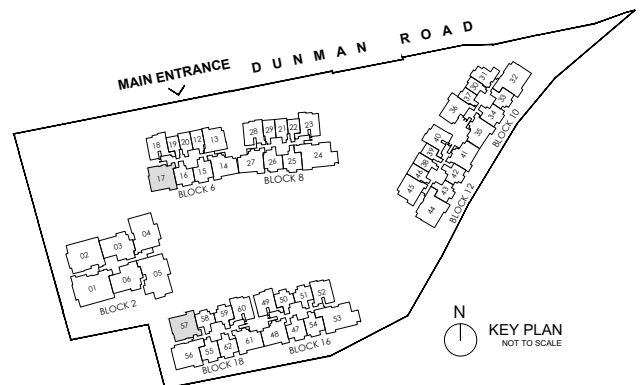 DUNMAN ROAD
MAIN ENTRANCE
18 19 20 12 13
17 16 15 14
BLOCK 6
28 29 21 22 23
27 26 25 24
BLOCK 8
37 30 31 32
36 35 34 33
BLOCK 10
40
39 38 41
45 46 43 42
44
BLOCK 12
02 03 04
01 06 05
BLOCK 2
57 58 59 60
56 55 62 61
BLOCK 18
49 50 51 52
48 47 54 53
BLOCK 16
N
KEY PLAN
NOT TO SCALE